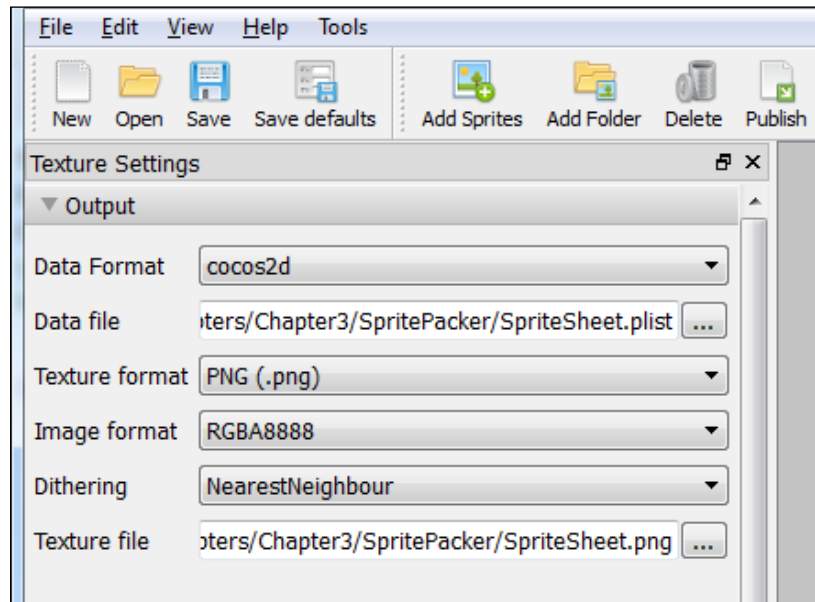 File Edit View Help Tools
New Open Save Save defaults Add Sprites Add Folder Delete Publish
Texture Settings
Output
Data Format cocos2d
Data file ters/Chapter3/SpritePacker/SpriteSheet.plist ...
Texture format PNG (.png)
Image format RGBA8888
Dithering NearestNeighbour
Texture file ters/Chapter3/SpritePacker/SpriteSheet.png ...